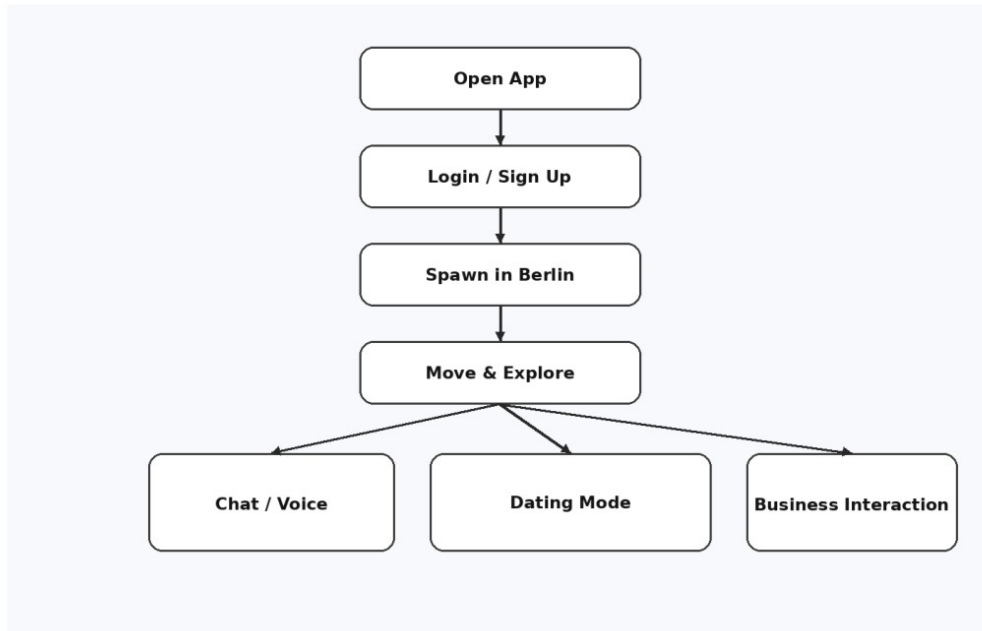 Open App
Login / Sign Up
Spawn in Berlin
Move & Explore
Chat / Voice
Dating Mode
Business Interaction